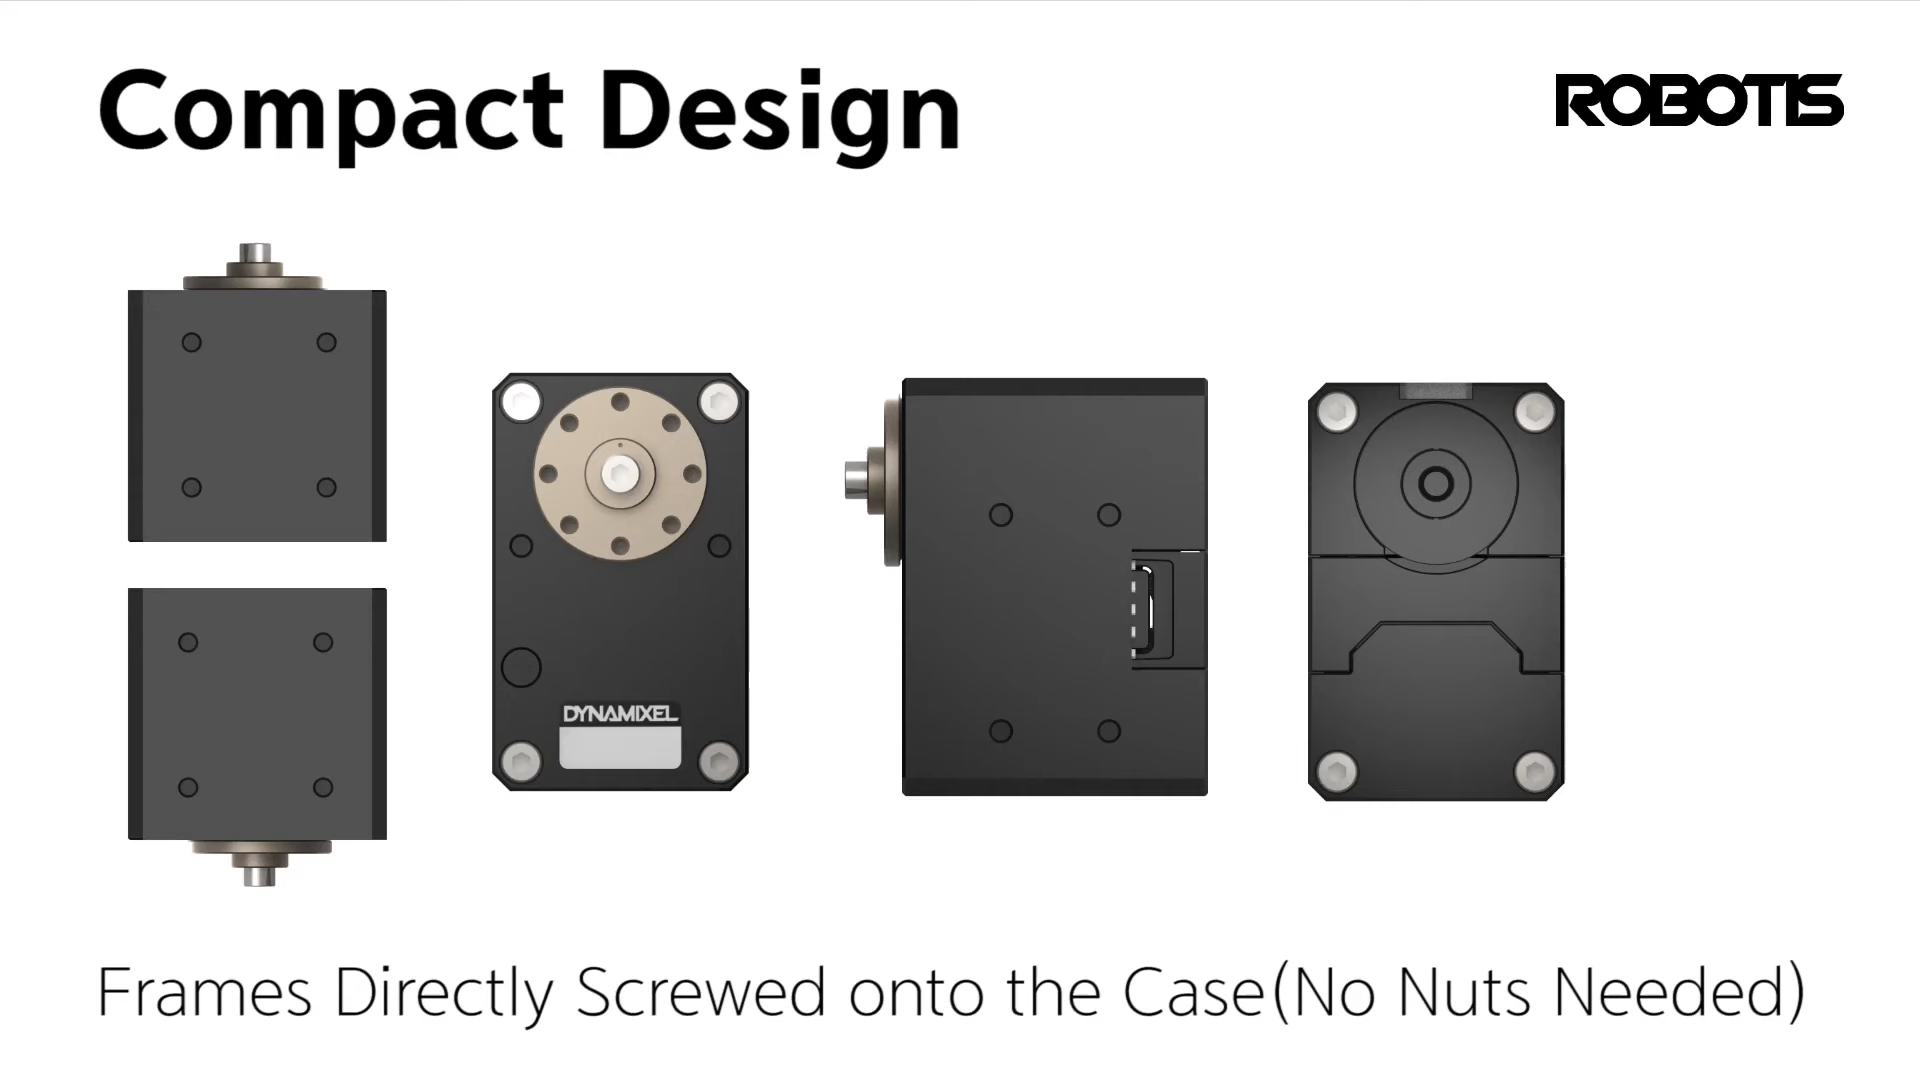 Compact Design
ROBOTIS
DYNAMIXEL
Frames Directly Screwed onto the Case(No Nuts Needed)